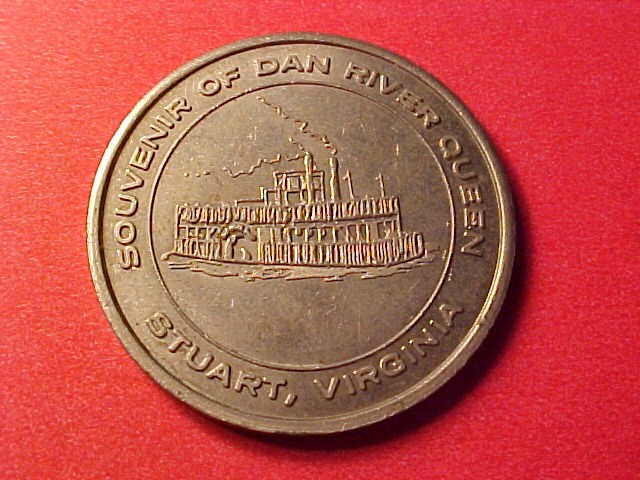 SOUVENIR OF DAN RIVER QUEEN
STUART, VIRGINIA